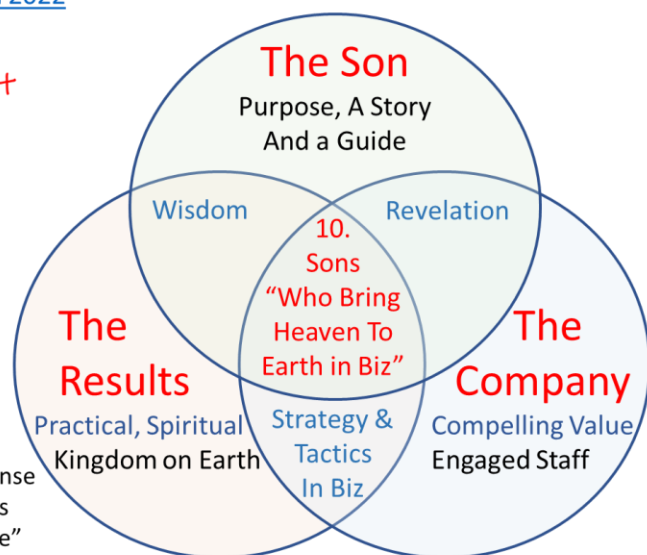 2022
The Son
Purpose, A Story
And a Guide
Wisdom
Revelation
10.
Sons
“Who Bring
Heaven To
Earth in Biz”
The
Results
Practical, Spiritual
Kingdom on Earth
The
Company
Compelling Value
Engaged Staff
Strategy &
Tactics
In Biz